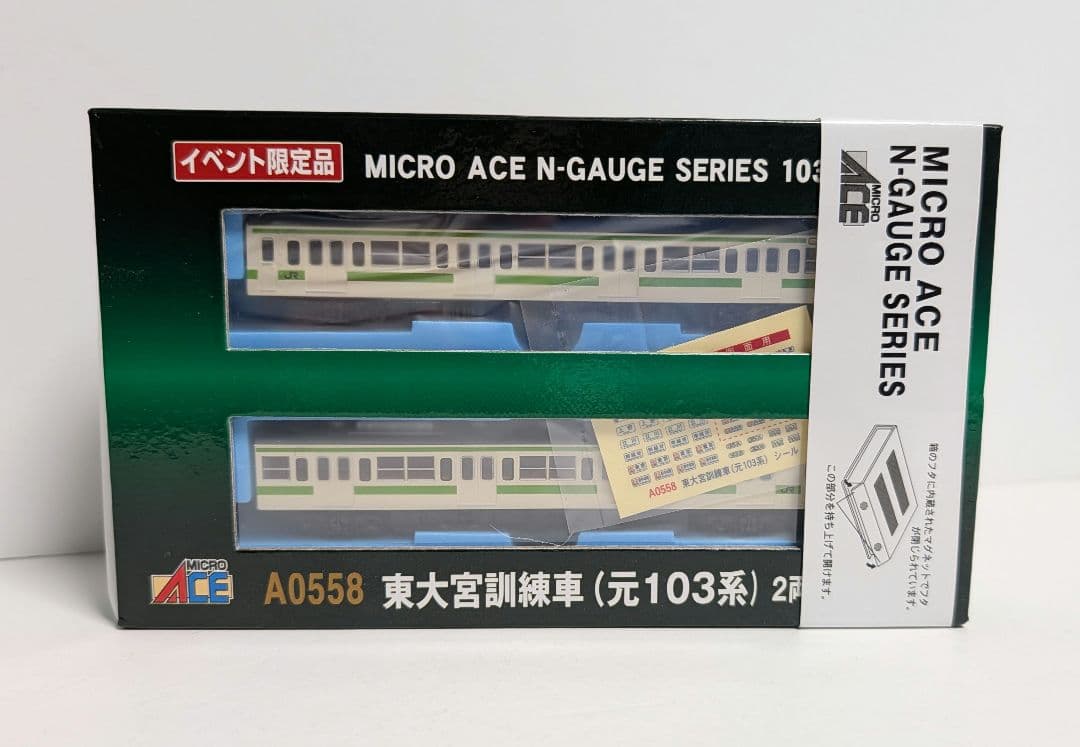 イベント限定品
MICRO ACE N-GAUGE SERIES 103
JR
面用
A0558 東大宮訓練車(元103系) シール
JR
MICRO
ACE
A0558 東大宮訓練車(元103系) 2両
MICRO ACE
N-GAUGE SERIES
MICRO
ACE
箱のフタに内蔵されたマグネットでフタ
が閉じられています。
この部分を持ち上げて開けます。